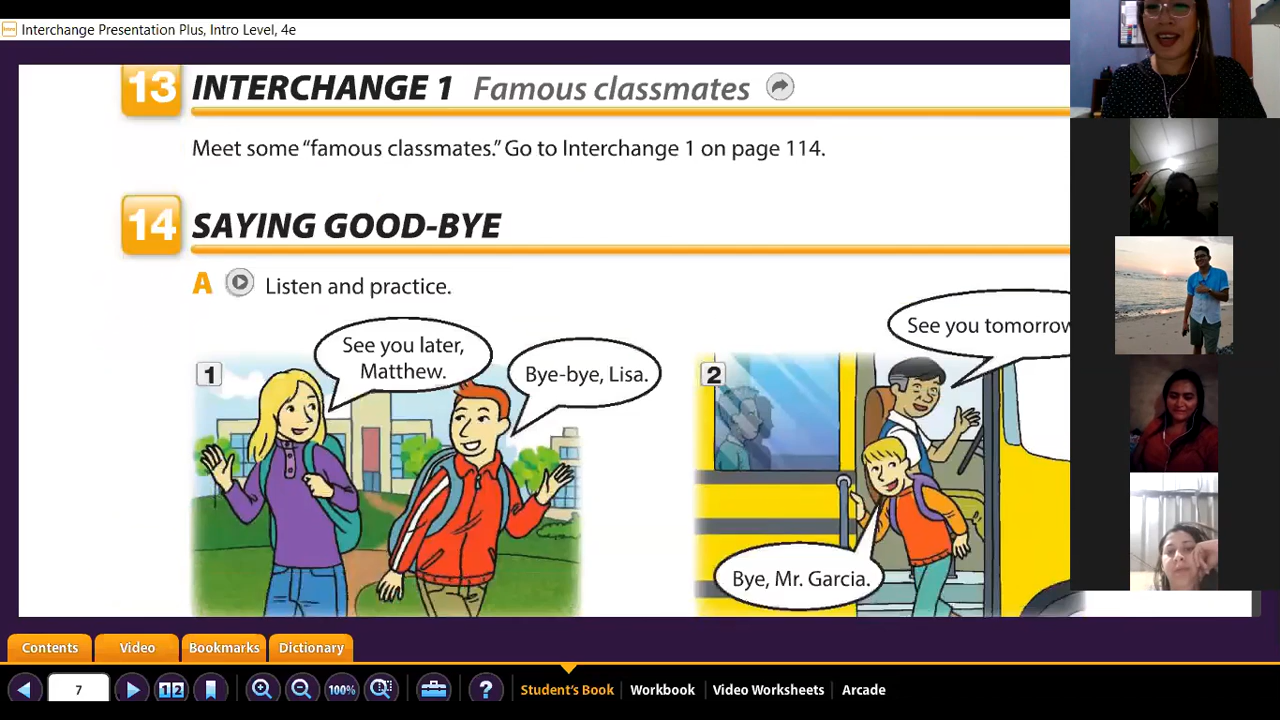 Interchange Presentation Plus, Intro Level, 4e
13 INTERCHANGE 1 Famous classmates
Meet some “famous classmates.” Go to Interchange 1 on page 114.
14 SAYING GOOD-BYE
A Listen and practice.
1
See you later,
Matthew.
Bye-bye, Lisa.
2
See you tomorrow
Bye, Mr. Garcia.
Contents Video Bookmarks Dictionary
7 1 2 100% ? Student's Book Workbook Video Worksheets Arcade